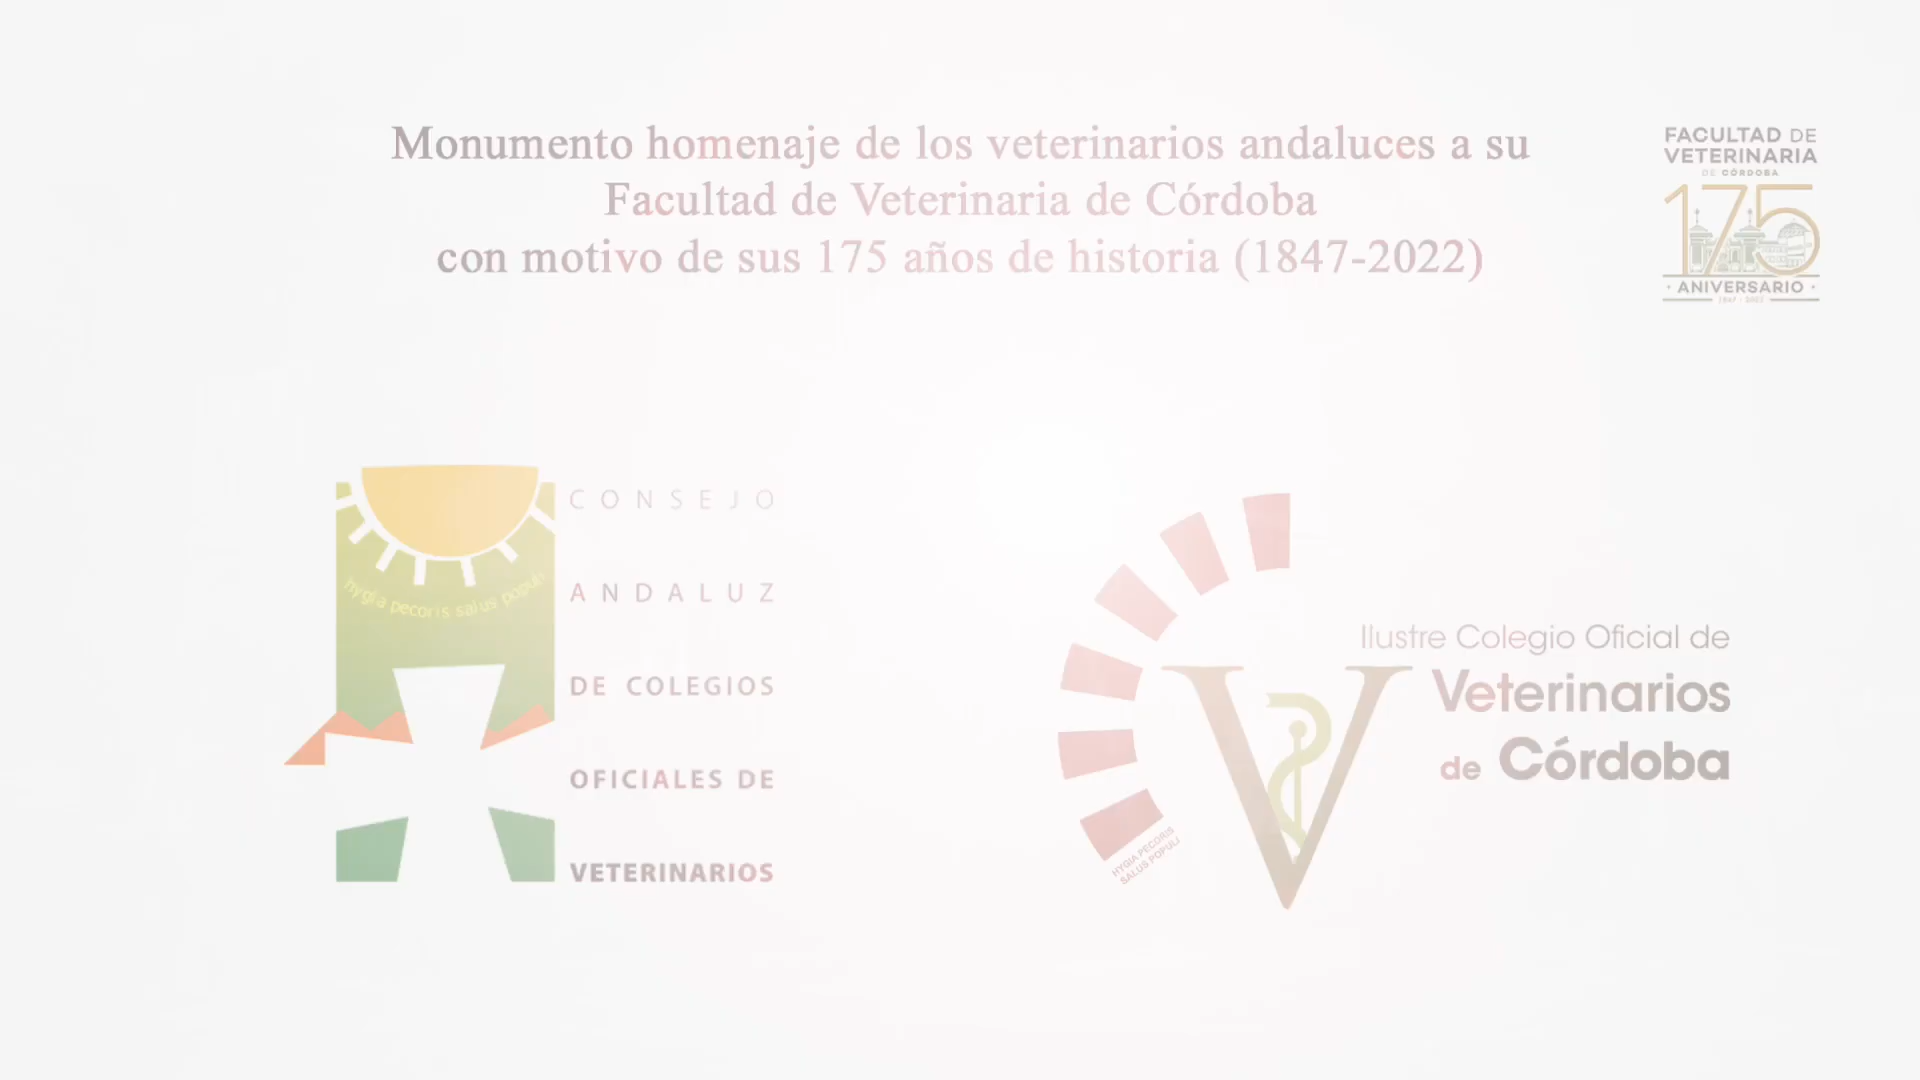 Monumento homenaje de los veterinarios andaluces a su
Facultad de Veterinaria de Córdoba
con motivo de sus 175 años de historia (1847-2022)
FACULTAD DE
VETERINARIA
DE CÓRDOBA
175
· ANIVERSARIO ·
1847 - 2022
CONSEJO
ANDALUZ
DE COLEGIOS
OFICIALES DE
VETERINARIOS
hygia pecoris salus populi
Ilustre Colegio Oficial de
Veterinarios
de Córdoba
V
HYGIA PECORIS
SALUS POPULI